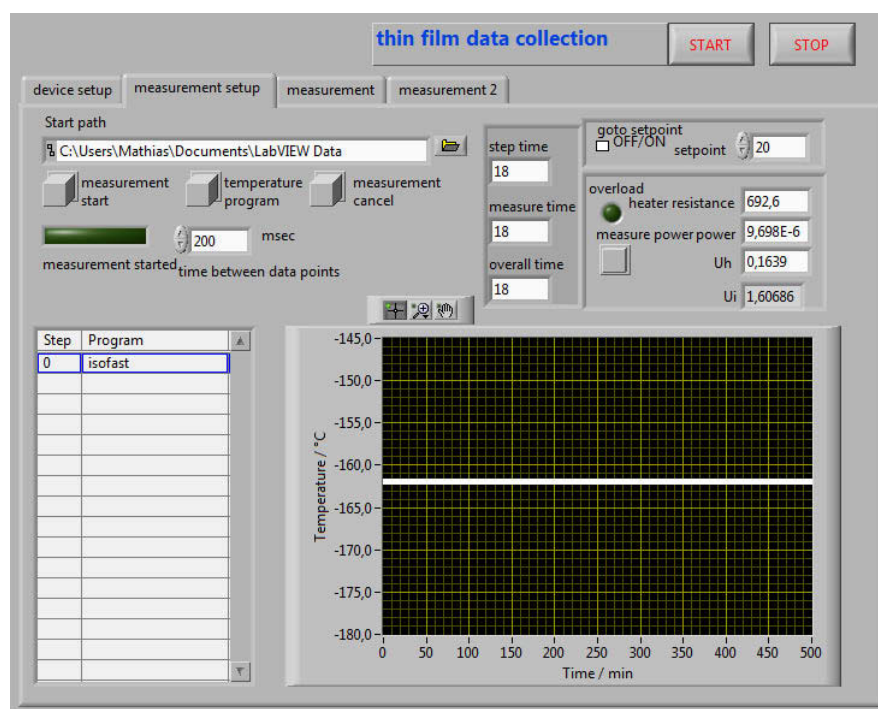 thin film data collection
START
STOP
device setup
measurement setup
measurement
measurement 2
Start path
C:\Users\Mathias\Documents\LabVIEW Data
measurement start
temperature program
measurement cancel
measurement started
200
msec
time between data points
step time
18
measure time
18
overall time
18
goto setpoint
OFF/ON
setpoint
20
overload
heater resistance
692,6
measure power
power
9,698E-6
Uh
0,1639
Ui
1,60686
Step
Program
0
isofast
Temperature / °C
-145,0
-150,0
-155,0
-160,0
-165,0
-170,0
-175,0
-180,0
0 50 100 150 200 250 300 350 400 450 500
Time / min